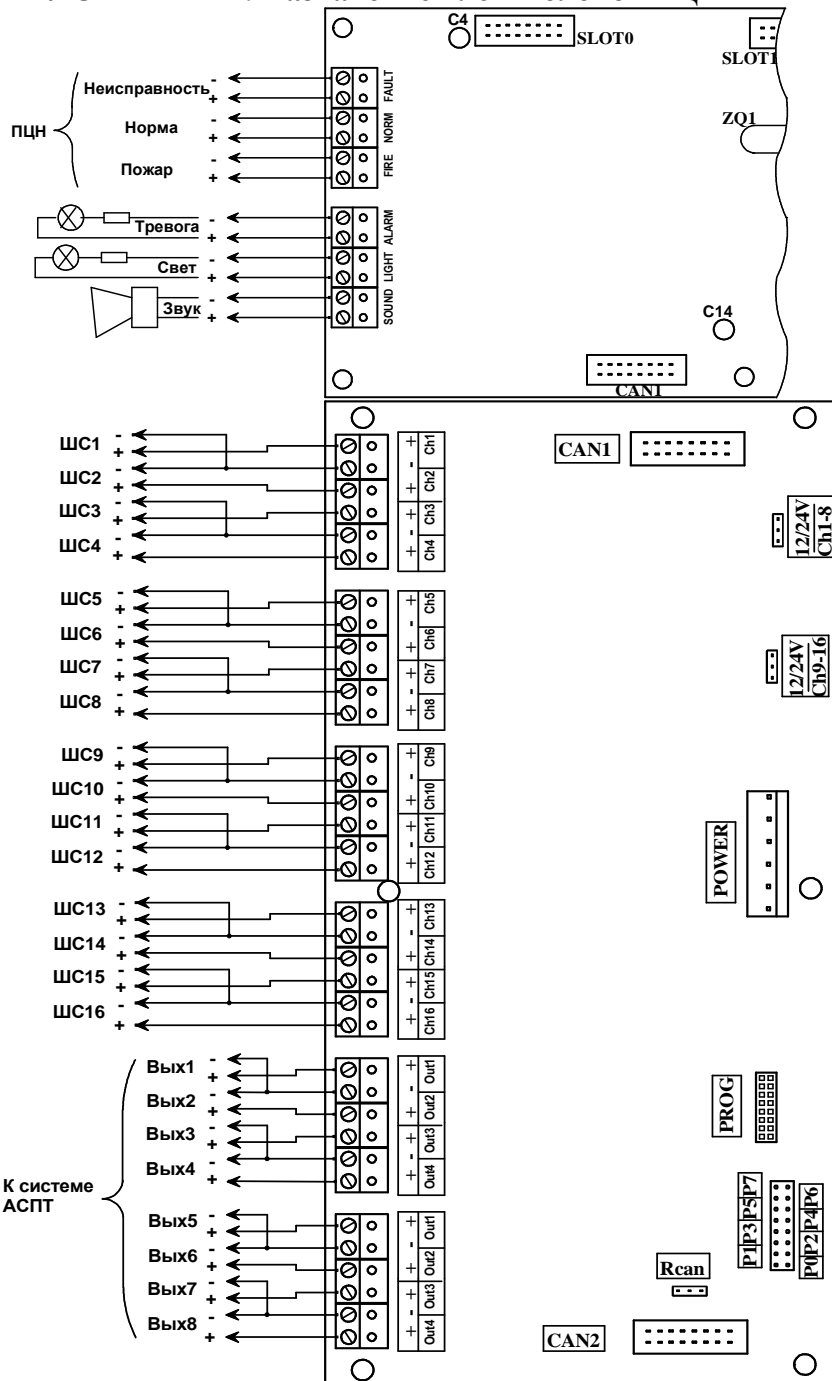 C4
SLOT0
SLOT1
ZQ1
ПЦН
Неисправность - +
Норма - +
Пожар - +
FAULT
NORM
FIRE
Тревога - +
Свет - +
Звук - +
ALARM
LIGHT
SOUND
C14
CAN1
ШС1 - +
ШС2 - +
ШС3 - +
ШС4 - +
+ - + + - +
Ch1
Ch2
Ch3
Ch4
CAN1
12/24V
Ch1-8
ШС5 - +
ШС6 - +
ШС7 - +
ШС8 - +
+ - + + - +
Ch5
Ch6
Ch7
Ch8
12/24V
Ch9-16
ШС9 - +
ШС10 - +
ШС11 - +
ШС12 - +
+ - + + - +
Ch9
Ch10
Ch11
Ch12
POWER
ШС13 - +
ШС14 - +
ШС15 - +
ШС16 - +
+ - + + - +
Ch13
Ch14
Ch15
Ch16
К системе
АСПТ
Вых1 - +
Вых2 - +
Вых3 - +
Вых4 - +
+ - + + - +
Out1
Out2
Out3
Out4
PROG
Вых5 - +
Вых6 - +
Вых7 - +
Вых8 - +
+ - + + - +
Out1
Out2
Out3
Out4
P1 P3 P5 P7
P0 P2 P4 P6
Rcan
CAN2